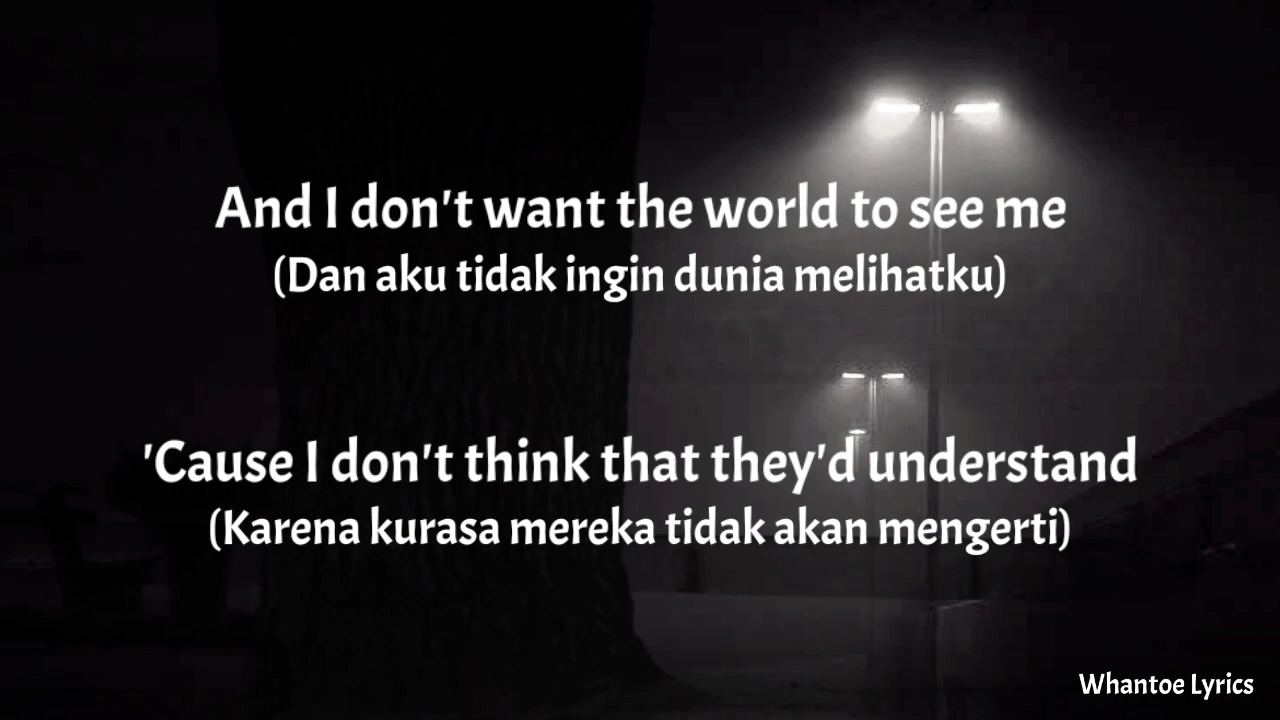 And I don't want the world to see me
(Dan aku tidak ingin dunia melihatku)
'Cause I don't think that they'd understand
(Karena kurasa mereka tidak akan mengerti)
Whantoe Lyrics